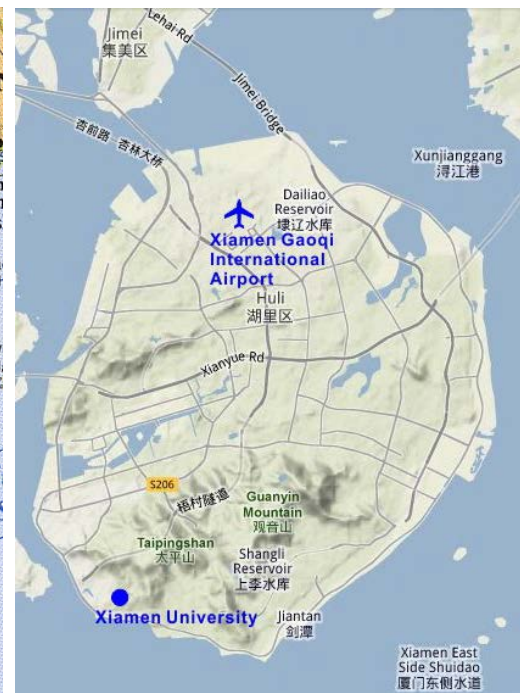 Lehai Rd
Jimei
集美区
Jimei Bridge
杏前路 - 杏林大桥
Xunjianggang
浔江港
Dailiao
Reservoir
埭辽水库
Xiamen Gaoqi
International
Airport
Huli
湖里区
Xianyue Rd
S206
梧村隧道
Guanyin
Mountain
观音山
Taipingshan
太平山
Shangli
Reservoir
上李水库
Xiamen University
Jiantan
剑潭
Xiamen East
Side Shuidao
厦门东侧水道